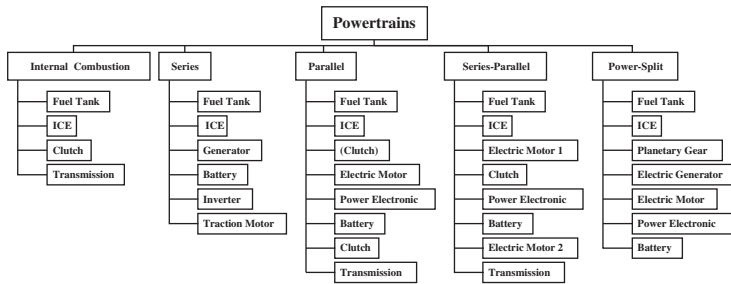 Powertrains
Internal Combustion
Fuel Tank
ICE
Clutch
Transmission
Series
Fuel Tank
ICE
Generator
Battery
Inverter
Traction Motor
Parallel
Fuel Tank
ICE
(Clutch)
Electric Motor
Power Electronic
Battery
Clutch
Transmission
Series-Parallel
Fuel Tank
ICE
Electric Motor 1
Clutch
Power Electronic
Battery
Electric Motor 2
Transmission
Power-Split
Fuel Tank
ICE
Planetary Gear
Electric Generator
Electric Motor
Power Electronic
Battery